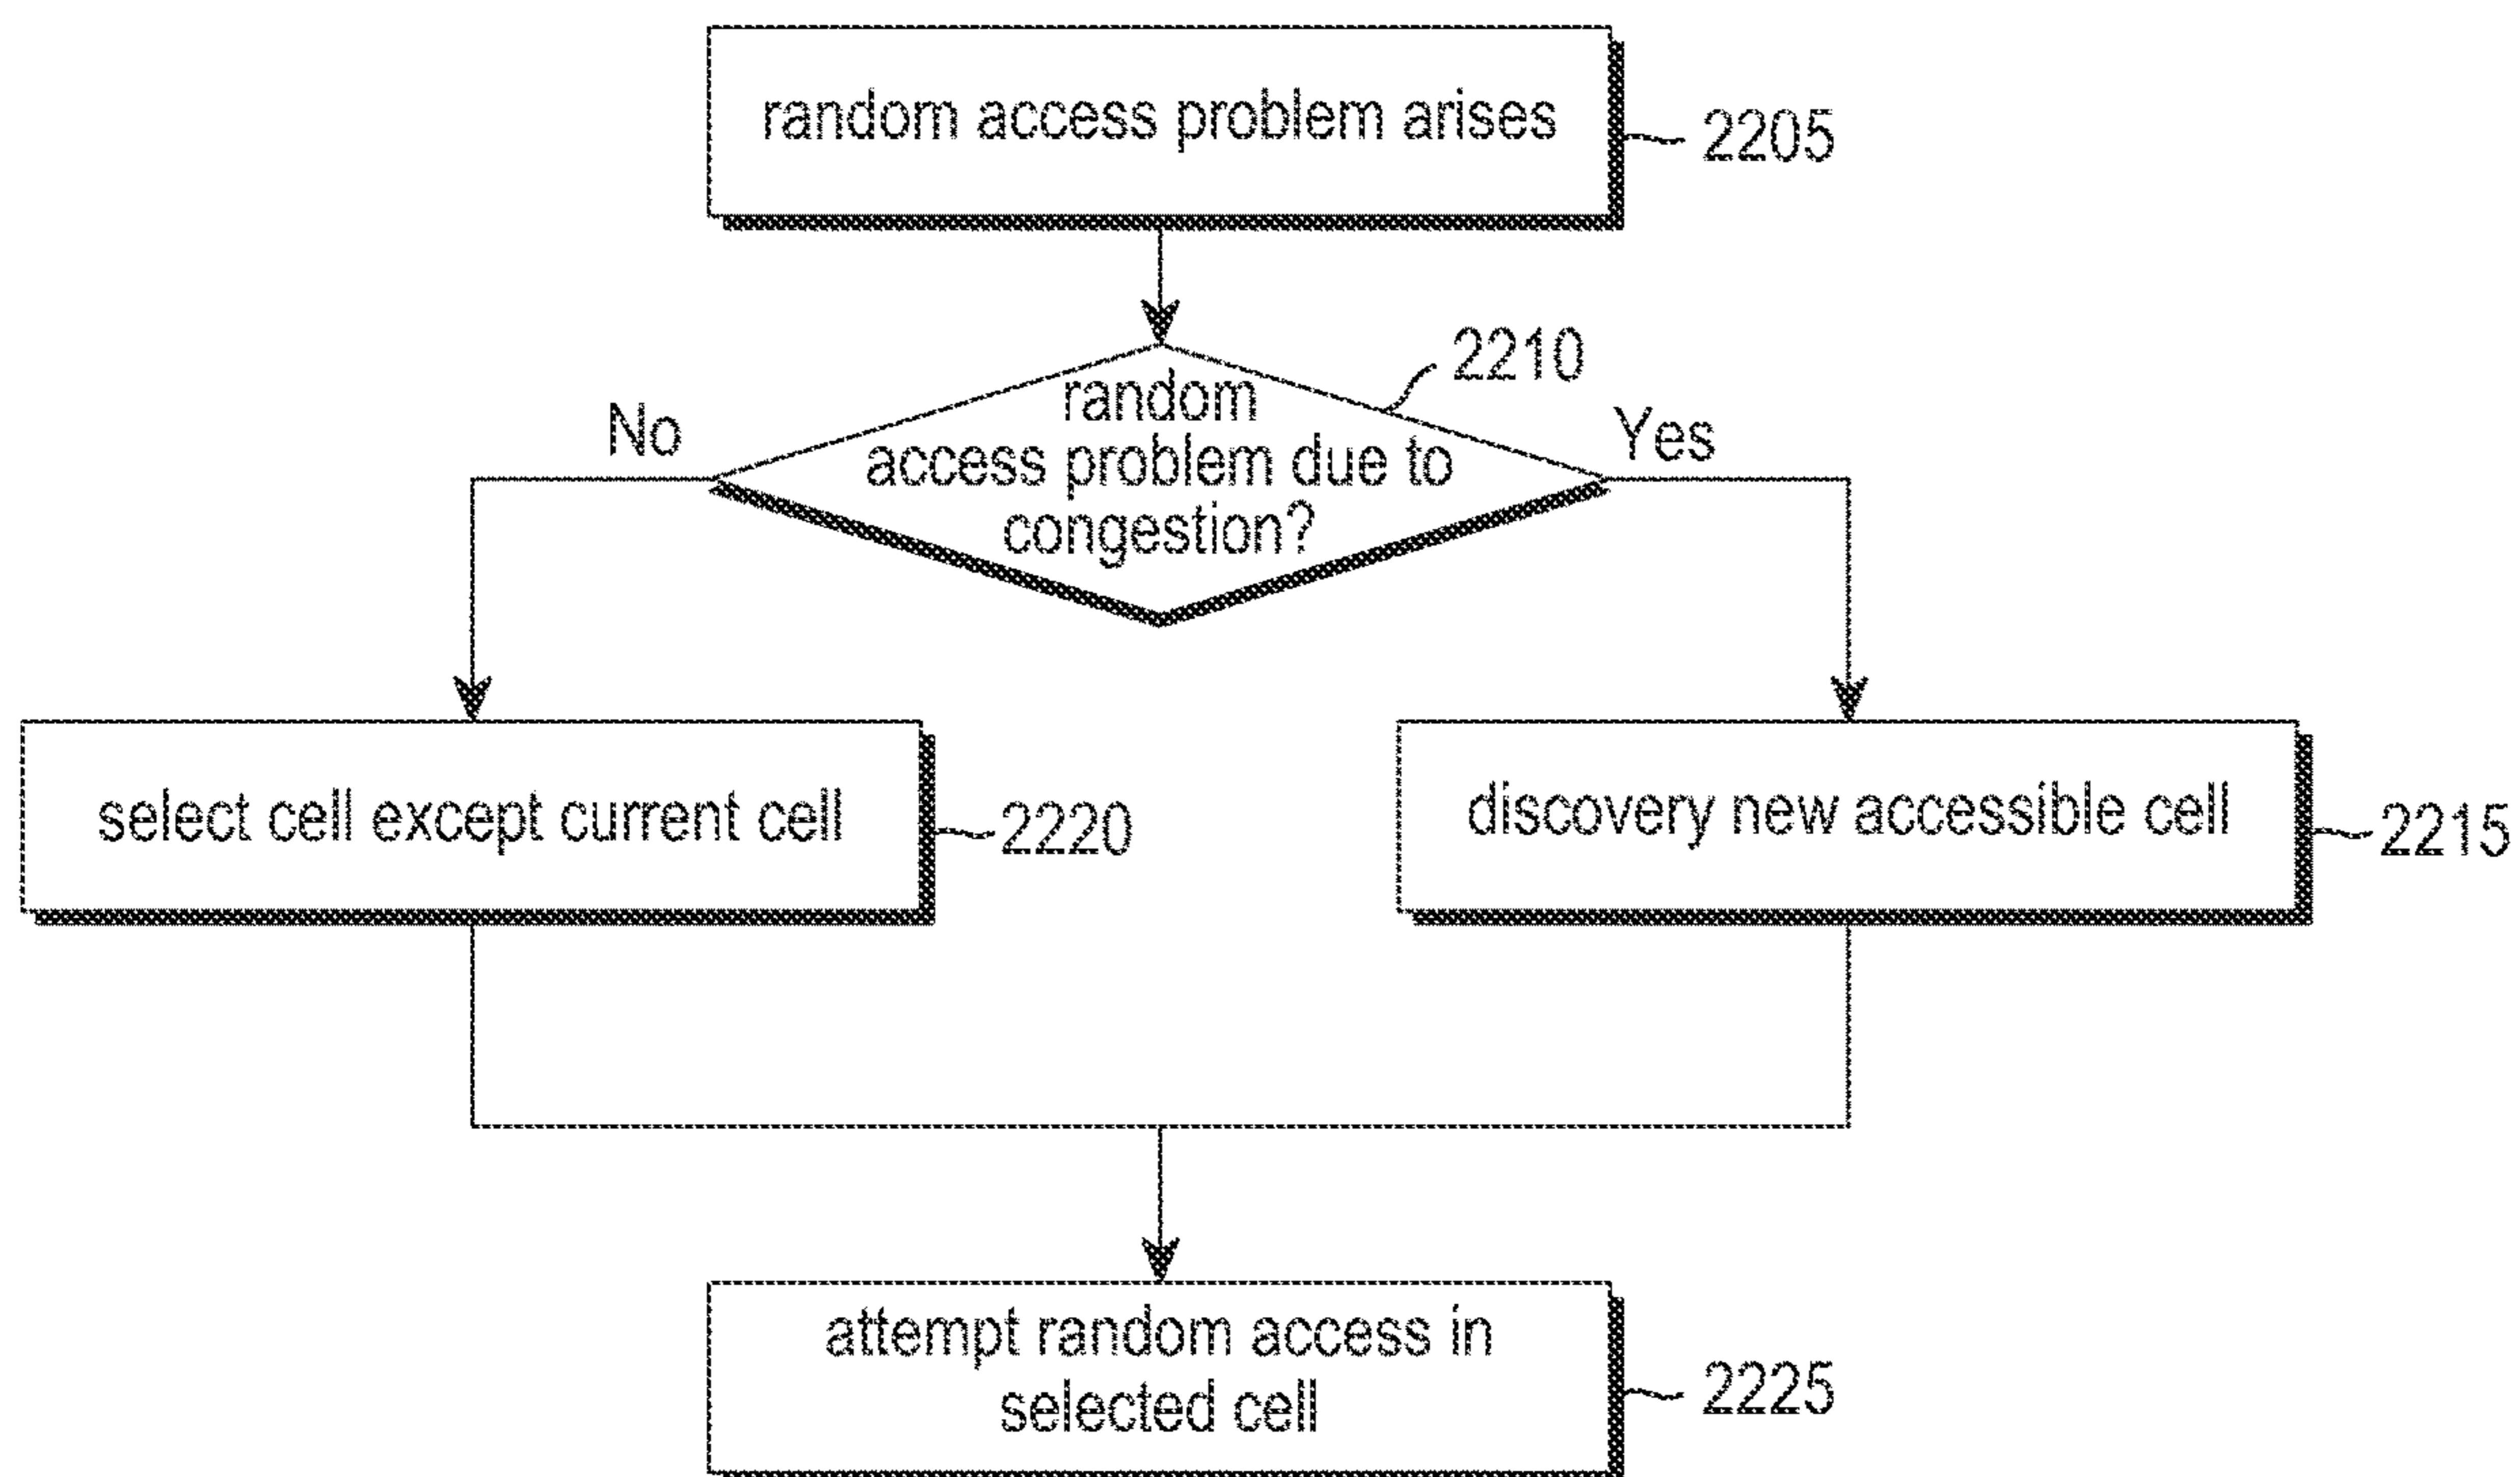 random access problem arises
2205
2210
No
random
access problem due to
congestion?
Yes
select cell except current cell
2220
discovery new accessible cell
2215
attempt random access in
selected cell
2225